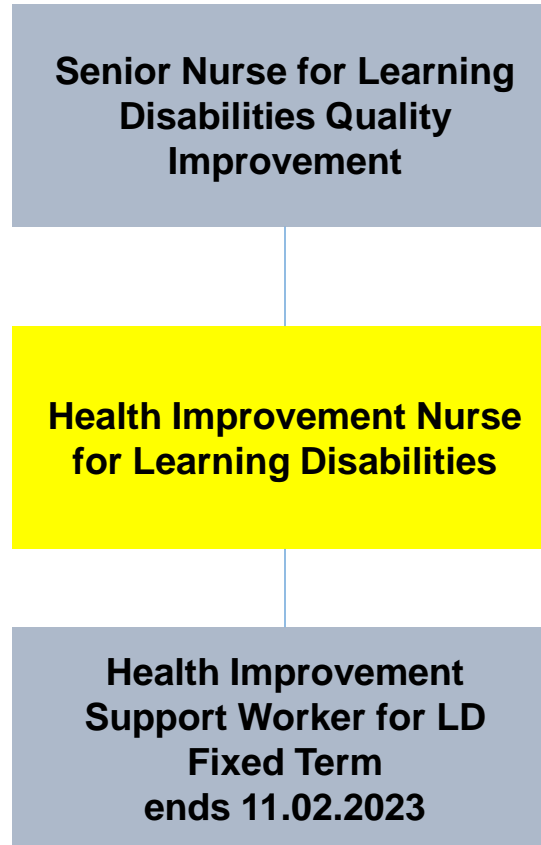 Senior Nurse for Learning
Disabilities Quality
Improvement
Health Improvement Nurse
for Learning Disabilities
Health Improvement
Support Worker for LD
Fixed Term
ends 11.02.2023